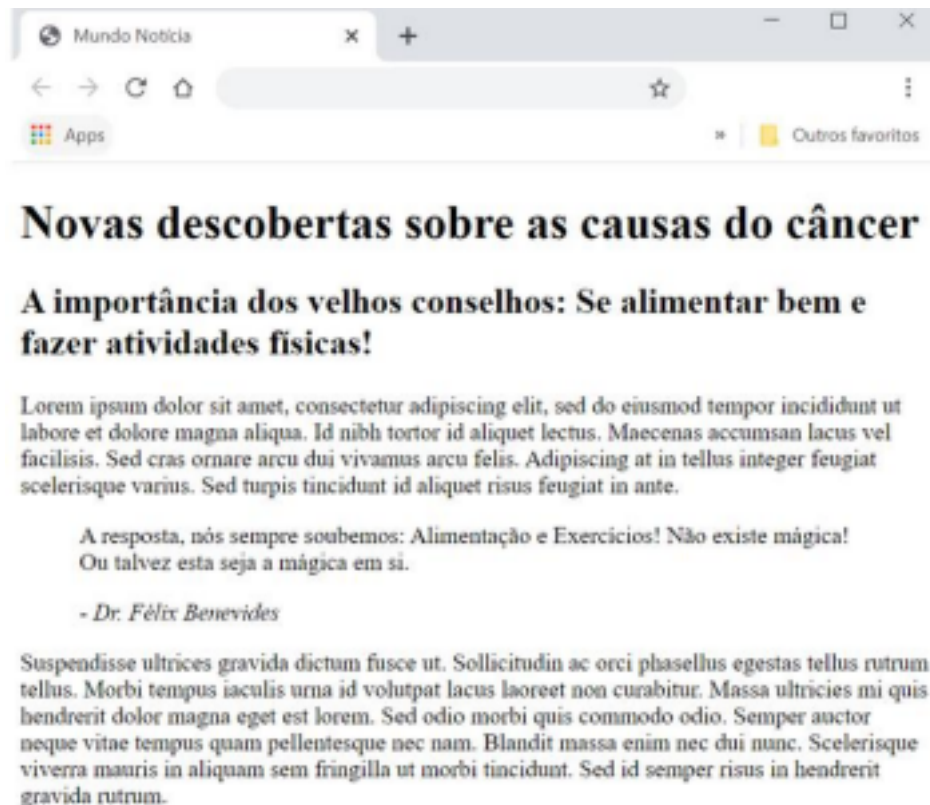 Mundo Notícia
Apps
Outros favoritos
Novas descobertas sobre as causas do câncer
A importância dos velhos conselhos: Se alimentar bem e
fazer atividades físicas!
Lorem ipsum dolor sit amet, consectetur adipiscing elit, sed do eiusmod tempor incididunt ut
labore et dolore magna aliqua. Id nibh tortor id aliquet lectus. Maecenas accumsan lacus vel
facilisis. Sed cras ornare arcu dui vivamus arcu felis. Adipiscing at in tellus integer feugiat
scelerisque varius. Sed turpis tincidunt id aliquet risus feugiat in ante.
A resposta, nós sempre soubemos: Alimentação e Exercícios! Não existe mágica!
Ou talvez esta seja a mágica em si.
- Dr. Félix Benevides
Suspendisse ultrices gravida dictum fusce ut. Sollicitudin ac orci phasellus egestas tellus rutrum
tellus. Morbi tempus iaculis urna id volutpat lacus laoreet non curabitur. Massa ultricies mi quis
hendrerit dolor magna eget est lorem. Sed odio morbi quis commodo odio. Semper auctor
neque vitae tempus quam pellentesque nec nam. Blandit massa enim nec dui nunc. Scelerisque
viverra mauris in aliquam sem fringilla ut morbi tincidunt. Sed id semper risus in hendrerit
gravida rutrum.